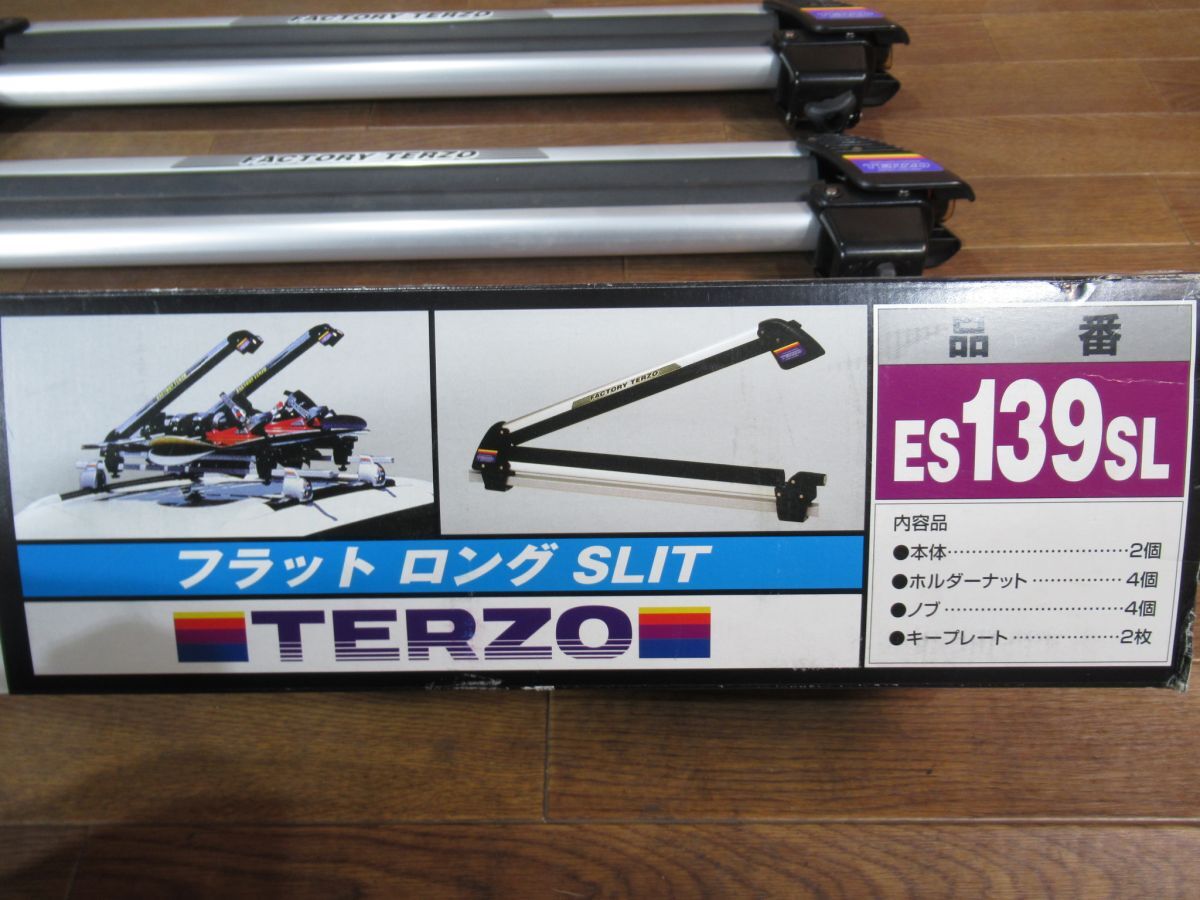 FACTORY TERZO
TERZO
FACTORY TERZO
TERZO
FACTORY TERZO
品番
ES139SL
内容品
●本体……………………………2個
●ホルダーナット……………4個
●ノブ……………………………4個
●キープレート………………2枚
フラット ロング SLIT
TERZO